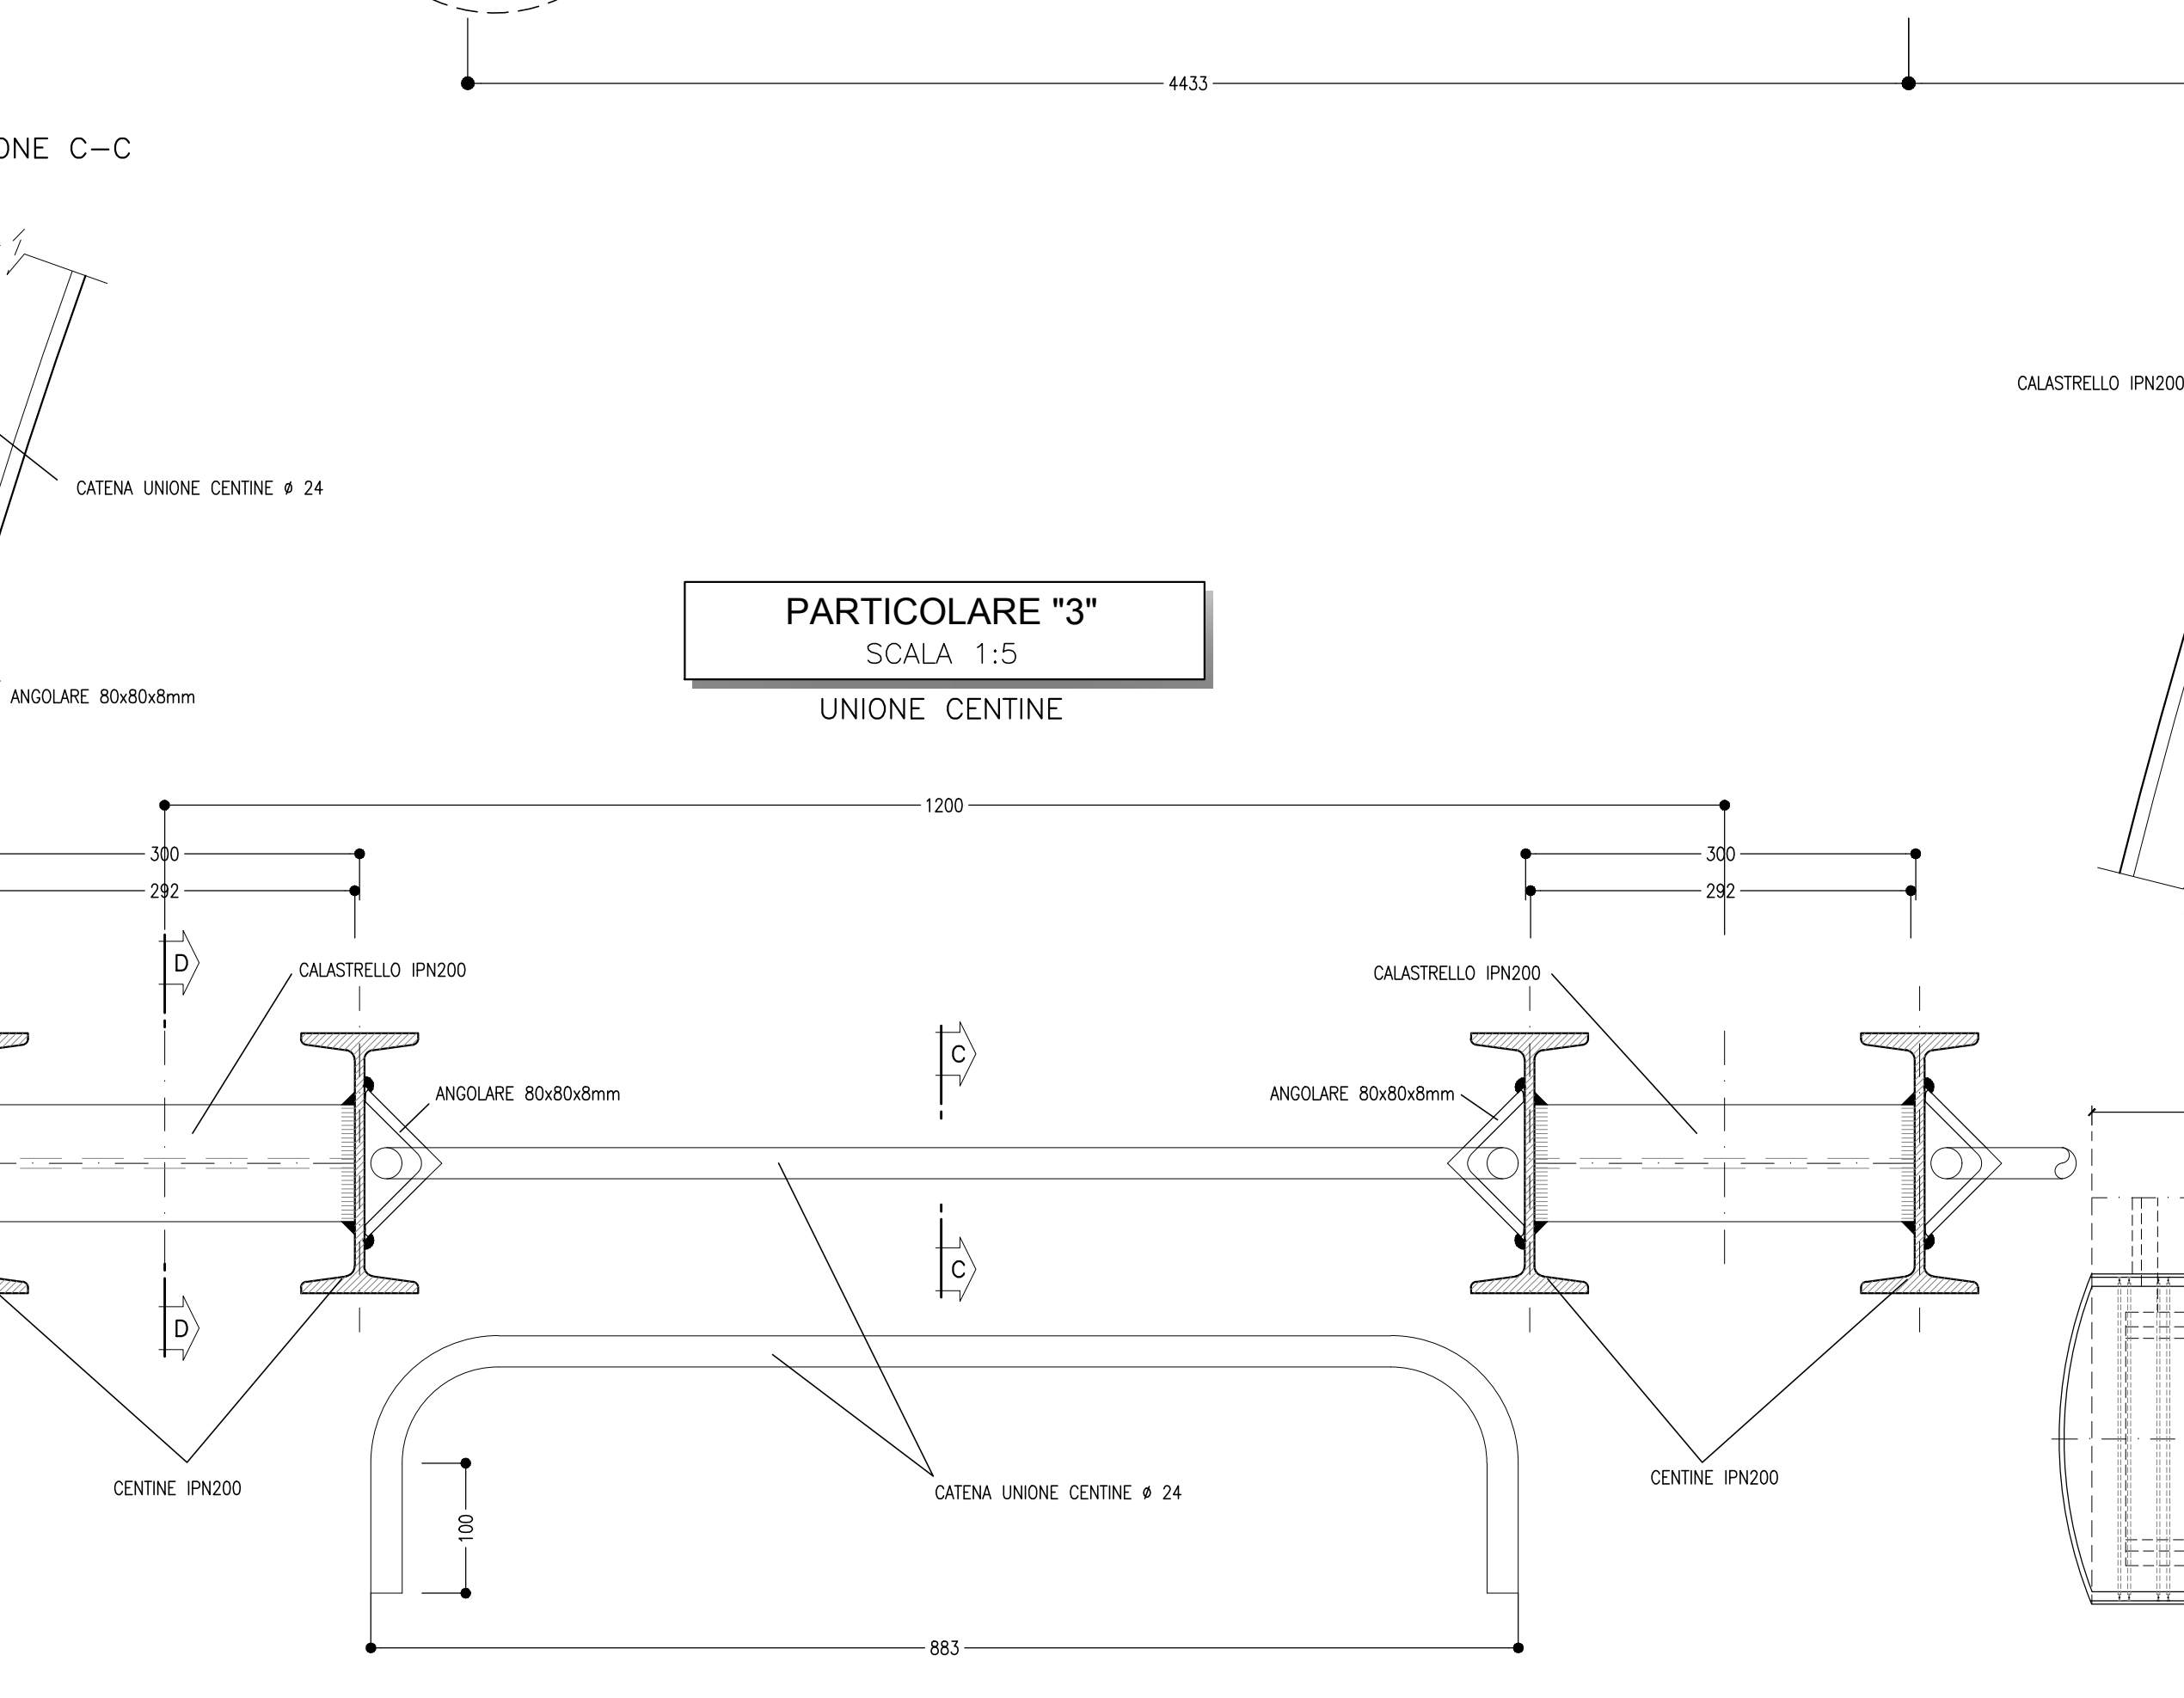 4433
ONE C-C
CALASTRELLO IPN200
CATENA UNIONE CENTINE ø 24
PARTICOLARE "3"
SCALA 1:5
ANGOLARE 80x80x8mm
UNIONE CENTINE
1200
300
300
292
292
D
CALASTRELLO IPN200
CALASTRELLO IPN200
C
ANGOLARE 80x80x8mm
ANGOLARE 80x80x8mm
C
D
CENTINE IPN200
CENTINE IPN200
CATENA UNIONE CENTINE ø 24
100
883